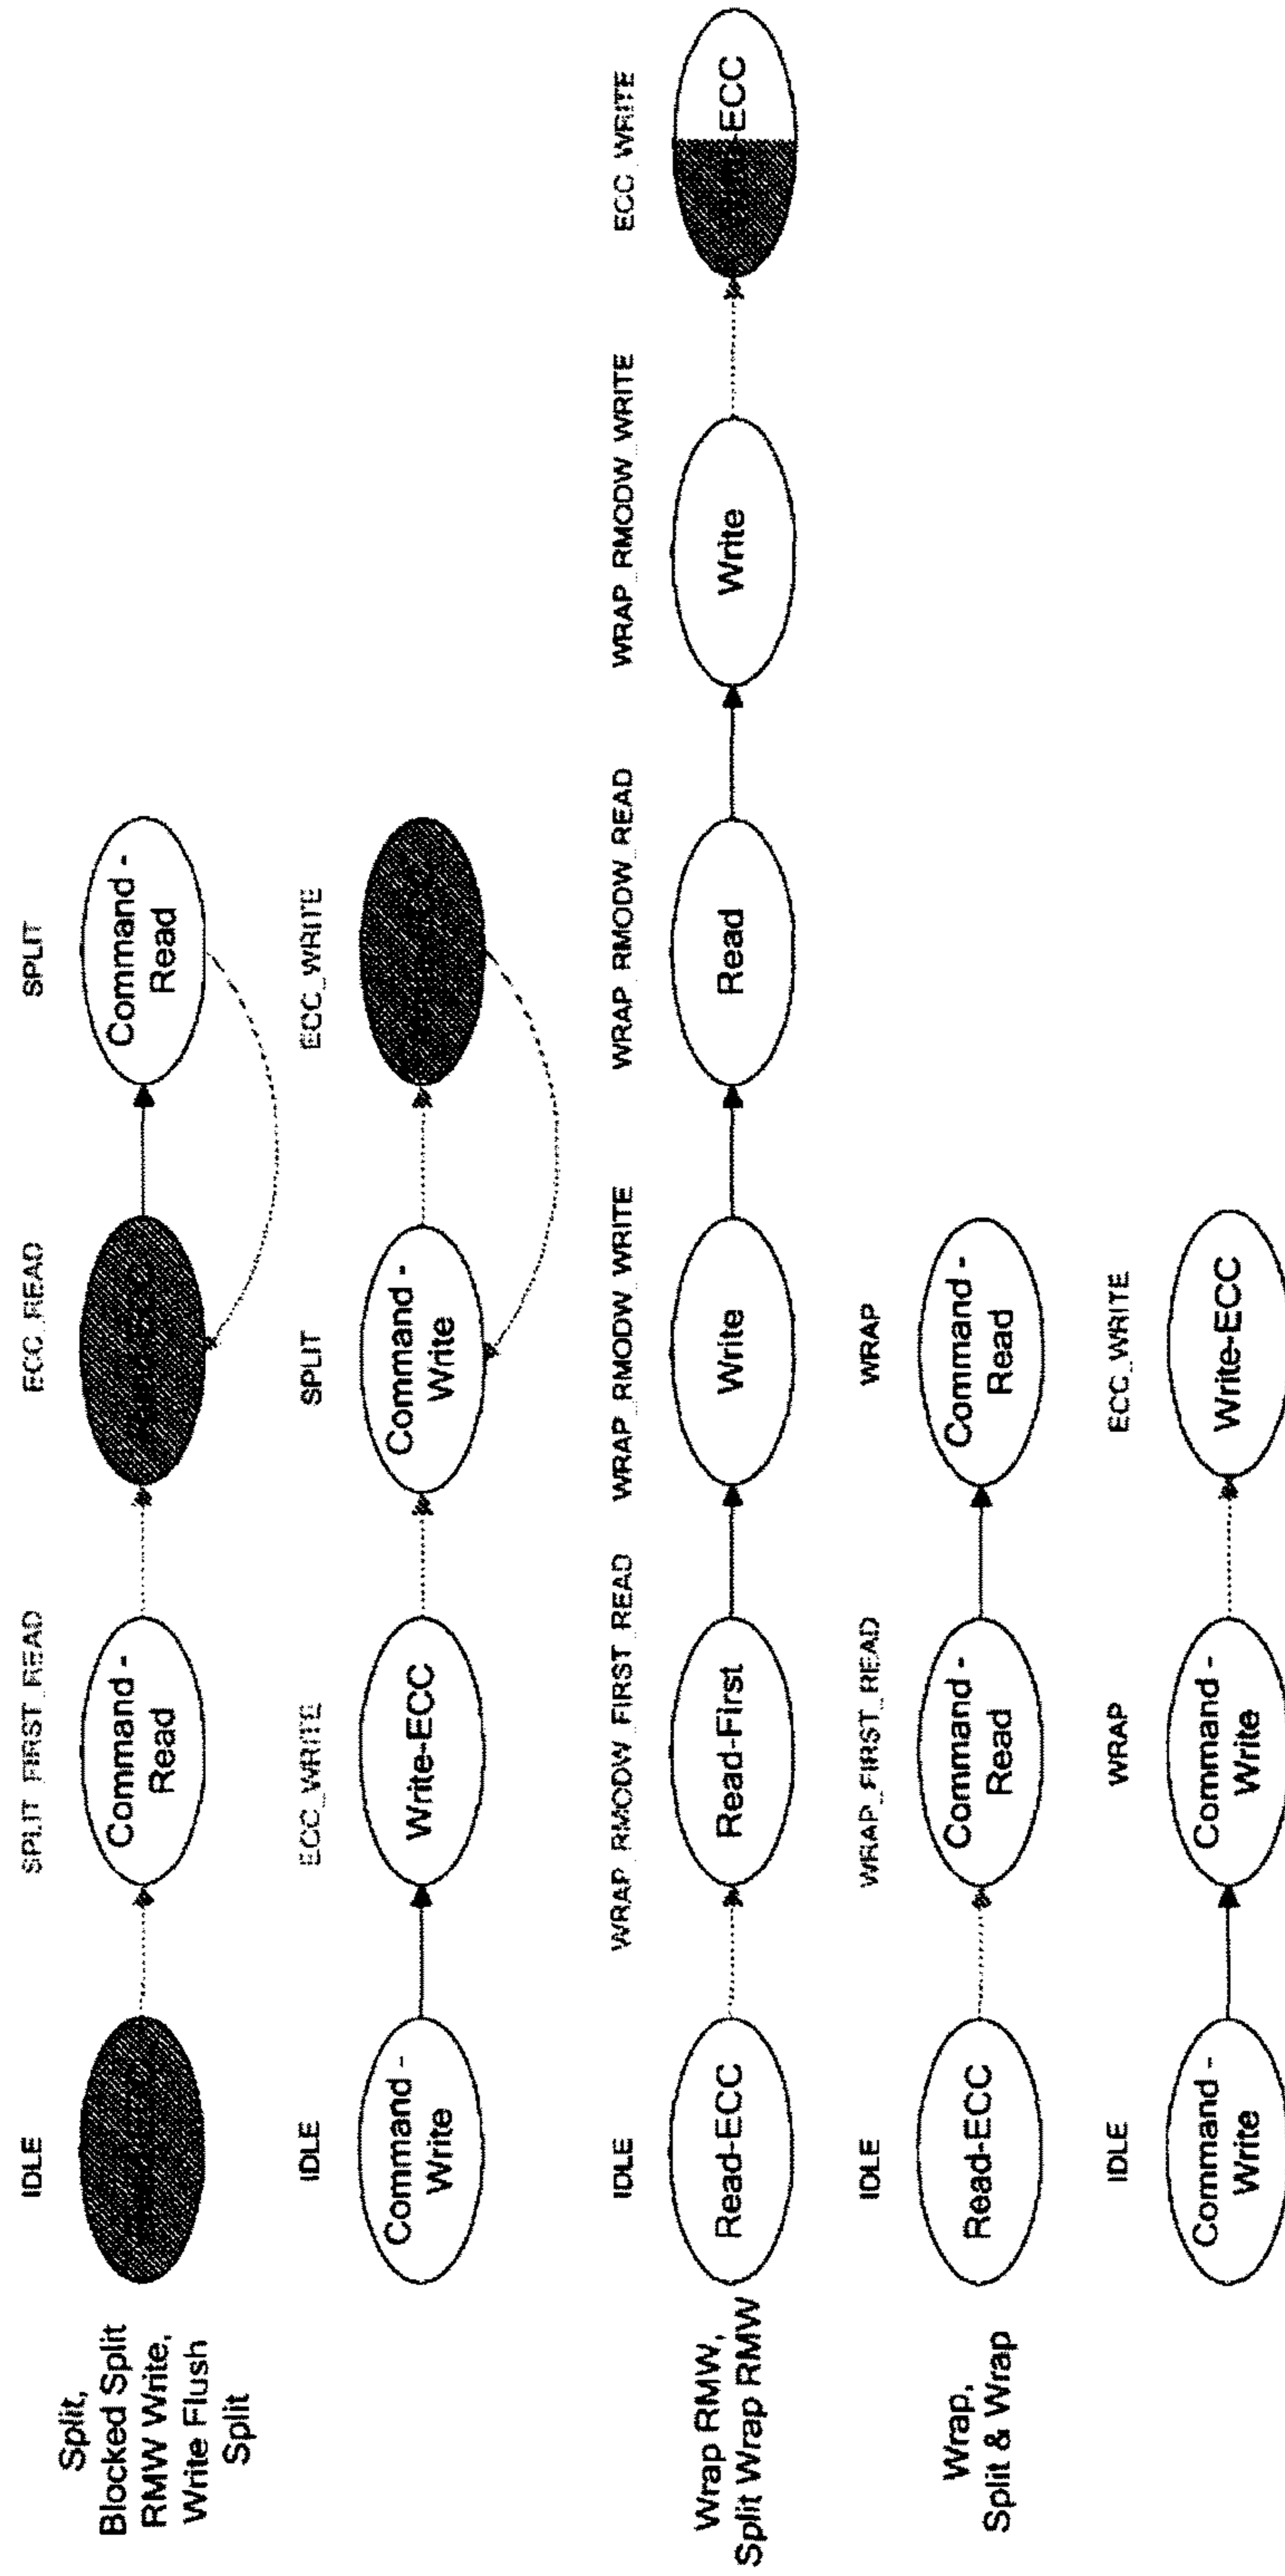 IDLE
SPLIT_FIRST_READ
ECC_READ
SPLIT
Split,
Blocked Split
RMW Write,
Write Flush
Split
Command -
Read
Command -
Read
IDLE
ECC_WRITE
SPLIT
ECC_WRITE
Command -
Write
Write-ECC
Command -
Write
IDLE
WRAP_RMODW_FIRST_READ
WRAP_RMODW_WRITE
WRAP_RMODW_READ
WRAP_RMODW_WRITE
ECC_WRITE
Wrap RMW,
Split Wrap RMW
Read-ECC
Read-First
Write
Read
Write
IDLE
WRAP_FIRST_READ
WRAP
Wrap,
Split & Wrap
Read-ECC
Command -
Read
Command -
Read
IDLE
WRAP
ECC_WRITE
Command -
Write
Command -
Write
Write-ECC